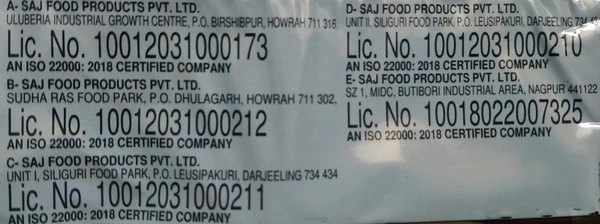 A- SAJ FOOD PRODUCTS PVT. LTD.
ULUBERIA INDUSTRIAL GROWTH CENTRE, P.O. BIRSHIBPUR, HOWRAH 711 316,
Lic. No. 10012031000173
AN ISO 22000: 2018 CERTIFIED COMPANY
B- SAJ FOOD PRODUCTS PVT. LTD.
SUDHA RAS FOOD PARK, P.O. DHULAGARH, HOWRAH 711 302,
Lic. No. 10012031000212
AN ISO 22000: 2018 CERTIFIED COMPANY
C- SAJ FOOD PRODUCTS PVT. LTD.
UNIT I, SILIGURI FOOD PARK, P.O. LEUSIPAKURI, DARJEELING 734 434
Lic. No. 10012031000211
AN ISO 22000: 2018 CERTIFIED COMPANY
D- SAJ FOOD PRODUCTS PVT. LTD.
UNIT II, SILIGURI FOOD PARK, P.O. LEUSIPAKURI, DARJEELING 734
Lic. No. 10012031000210
AN ISO 22000: 2018 CERTIFIED COMPANY
E- SAJ FOOD PRODUCTS PVT. LTD.
SZ 1, MIDC, BUTIBORI INDUSTRIAL AREA, NAGPUR 441122
Lic. No. 10018022007325
AN ISO 22000: 2018 CERTIFIED COMPANY